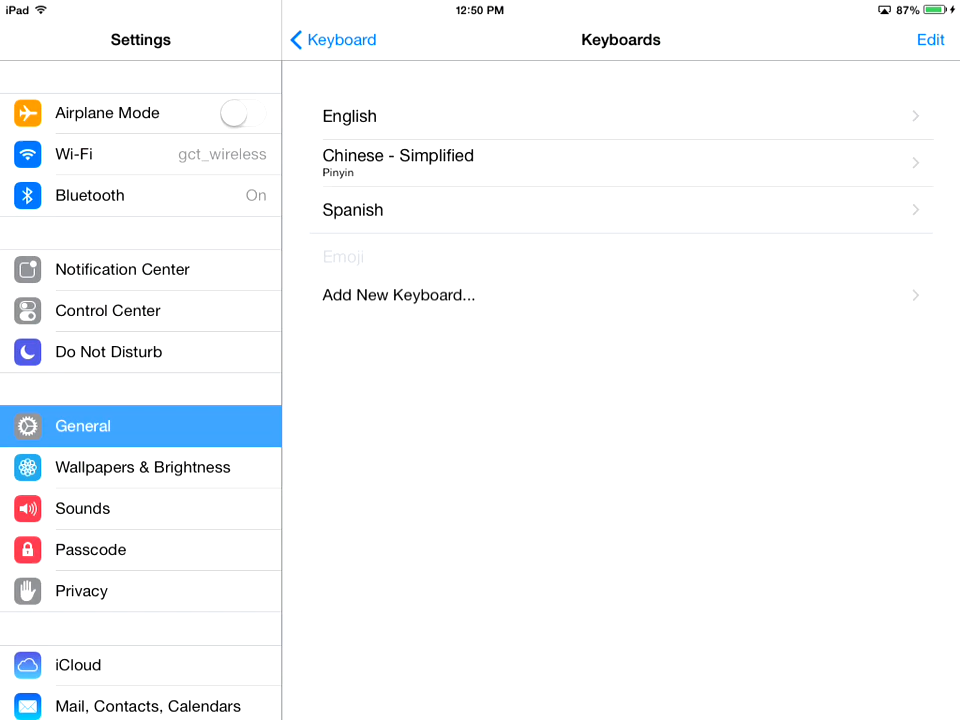 iPad 12:50 PM 87%
Settings
Keyboard Keyboards Edit
Airplane Mode
Wi-Fi gct_wireless
Bluetooth On
Notification Center
Control Center
Do Not Disturb
General
Wallpapers & Brightness
Sounds
Passcode
Privacy
iCloud
Mail, Contacts, Calendars
English
Chinese - Simplified
Pinyin
Spanish
Emoji
Add New Keyboard...